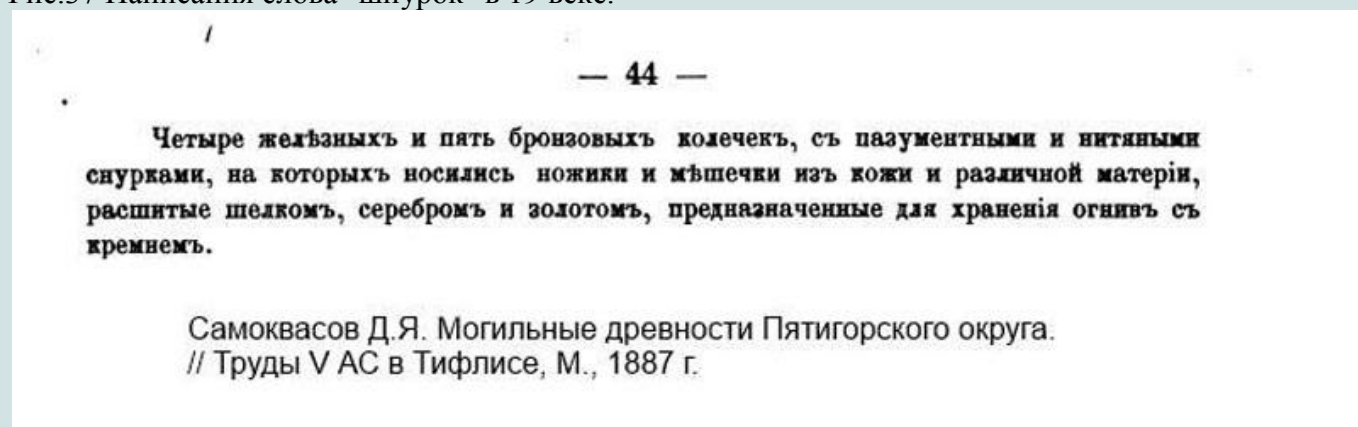 Рис.37 Написания слова "шнурок" в 19 веке.
— 44 —
Четыре желѣзныхъ и пять бронзовыхъ колечекъ, съ пазументными и нитяными
снурками, на которыхъ носились ножики и мѣшечки изъ кожи и различной матеріи,
расшитые шелкомъ, серебромъ и золотомъ, предназначенные для храненія огнивъ съ
кремнемъ.
Самоквасов Д.Я. Могильные древности Пятигорского округа.
// Труды V АС в Тифлисе, М., 1887 г.